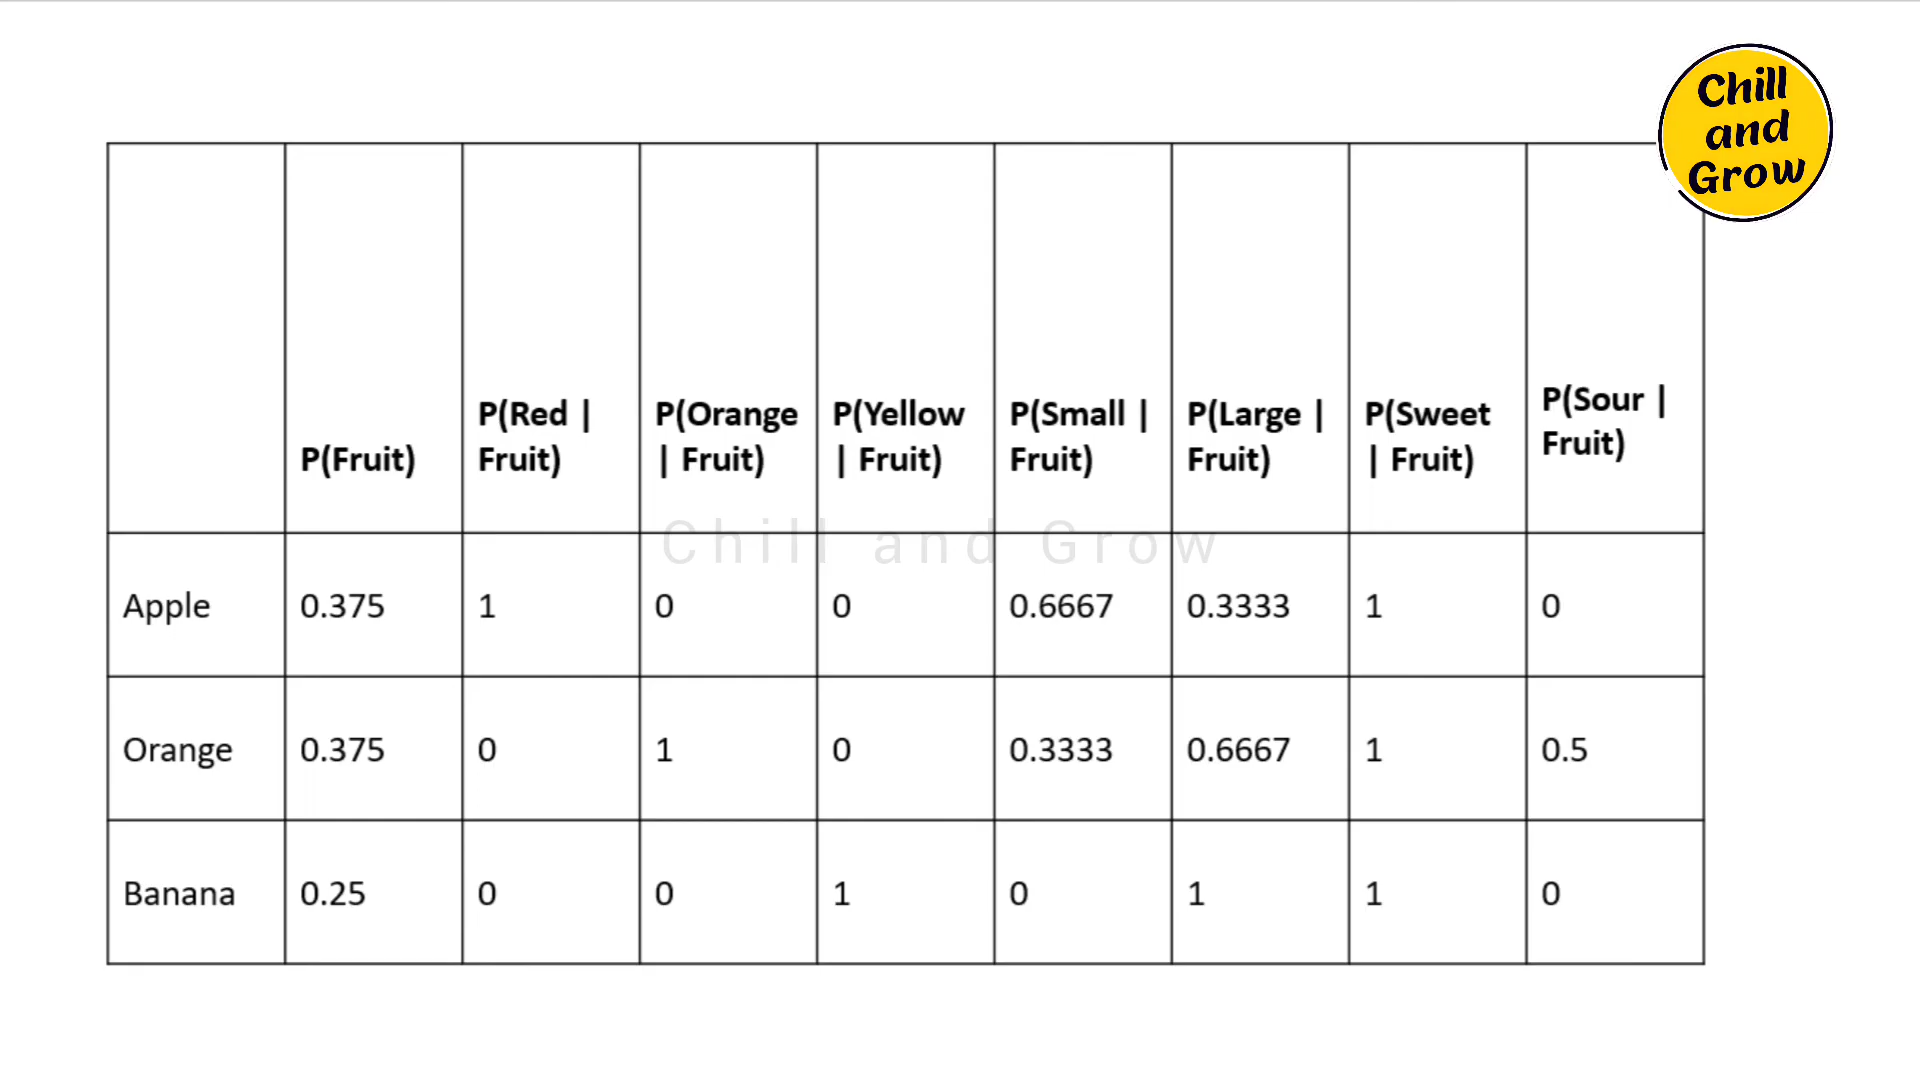 Chill
and
Grow
P(Fruit) P(Red | Fruit) P(Orange | Fruit) P(Yellow | Fruit) P(Small | Fruit) P(Large | Fruit) P(Sweet | Fruit) P(Sour | Fruit)
Chill and Grow
Apple 0.375 1 0 0 0.6667 0.3333 1 0
Orange 0.375 0 1 0 0.3333 0.6667 1 0.5
Banana 0.25 0 0 1 0 1 1 0